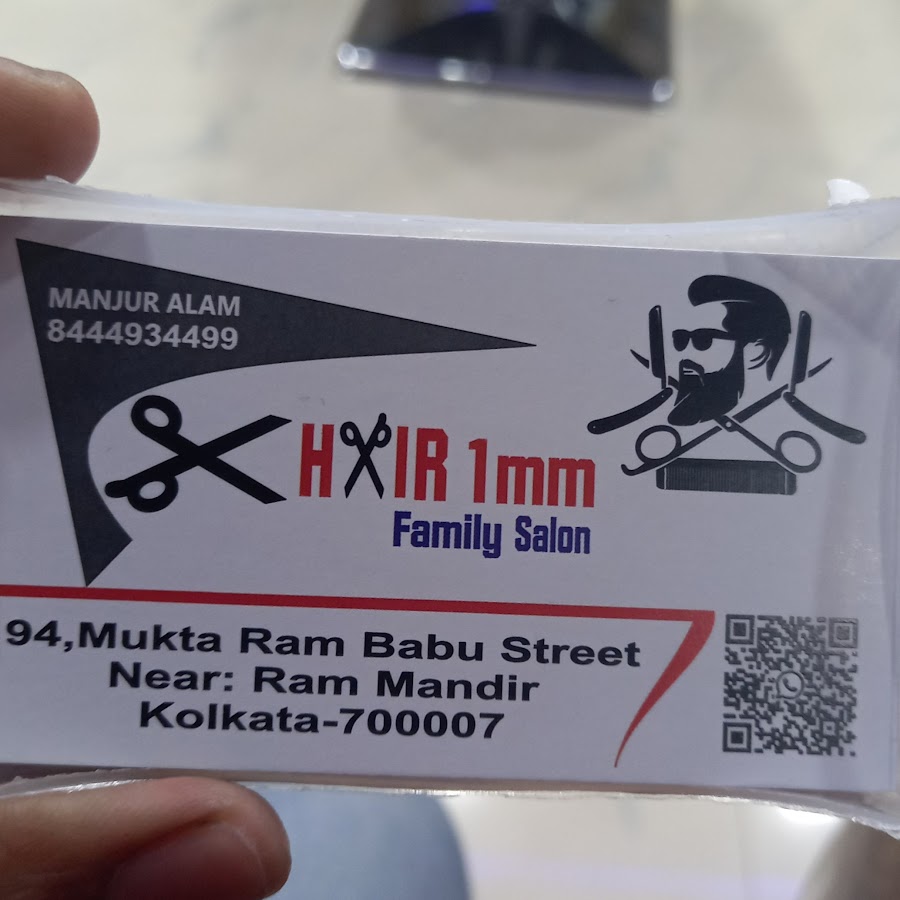 MANJUR ALAM
8444934499
HAIR 1mm
Family Salon
94,Mukta Ram Babu Street
Near: Ram Mandir
Kolkata-700007